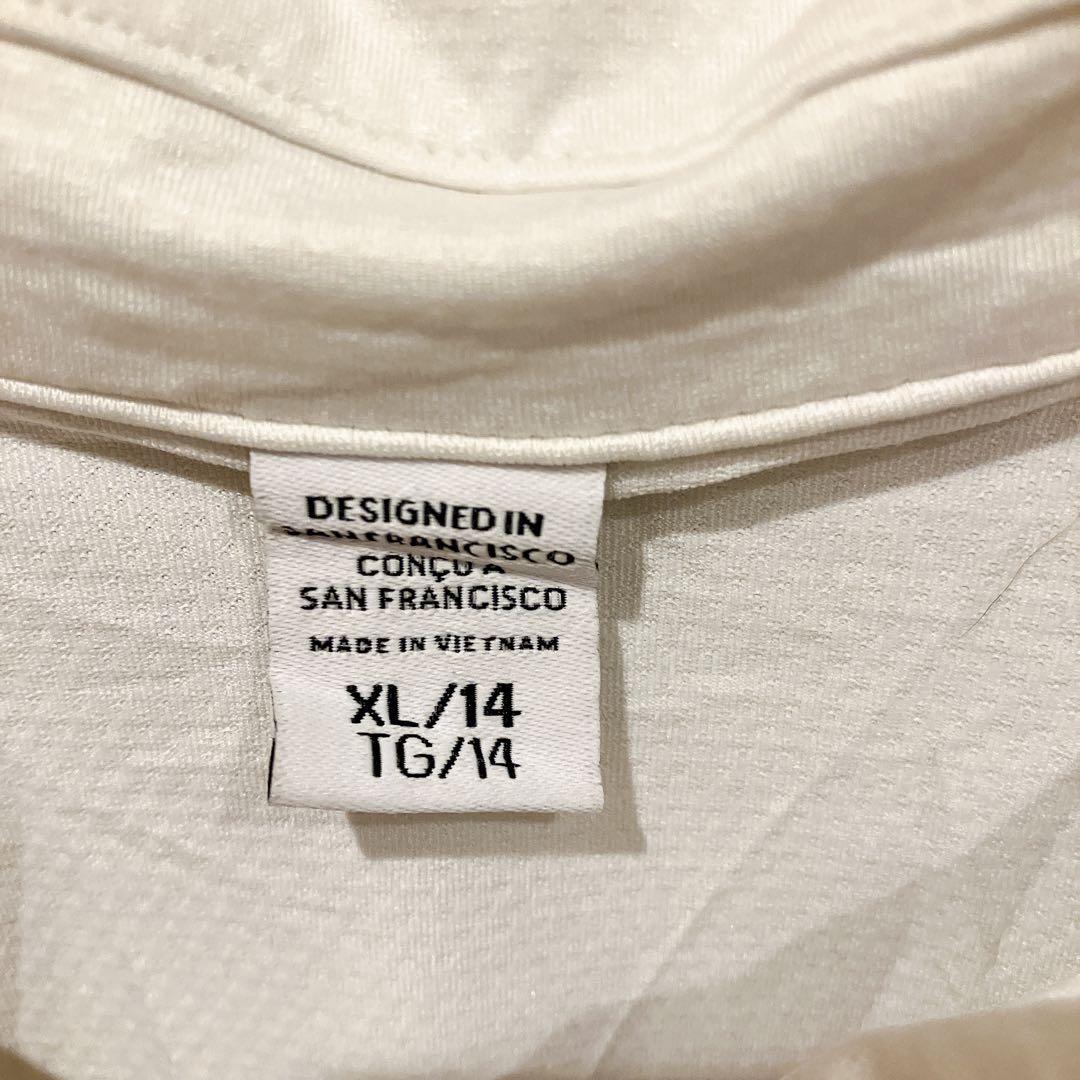 DESIGNED IN
SAN FRANCISCO
CONÇU À
SAN FRANCISCO
MADE IN VIETNAM
XL/14
TG/14